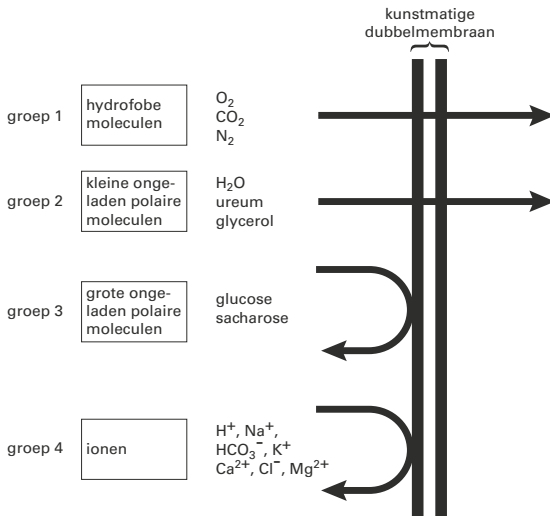 kunstmatige
dubbelmembraan
groep 1
hydrofobe
moleculen
O₂
CO₂
N₂
groep 2
kleine onge-
laden polaire
moleculen
H₂O
ureum
glycerol
groep 3
grote onge-
laden polaire
moleculen
glucose
sacharose
groep 4
ionen
H⁺, Na⁺,
HCO₃⁻, K⁺
Ca²⁺, Cl⁻, Mg²⁺